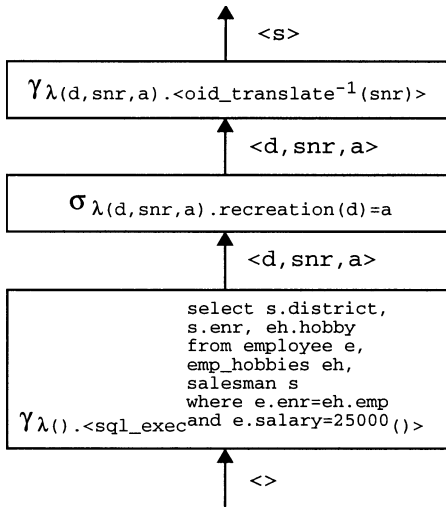 <s>
γλ(d,snr,a).<oid_translate⁻¹(snr)>
<d,snr,a>
σλ(d,snr,a).recreation(d)=a
<d,snr,a>
select s.district,
s.enr, eh.hobby
from employee e,
emp_hobbies eh,
salesman s
where e.enr=eh.emp
and e.salary=25000
γλ().<sql_exec ()>
<>